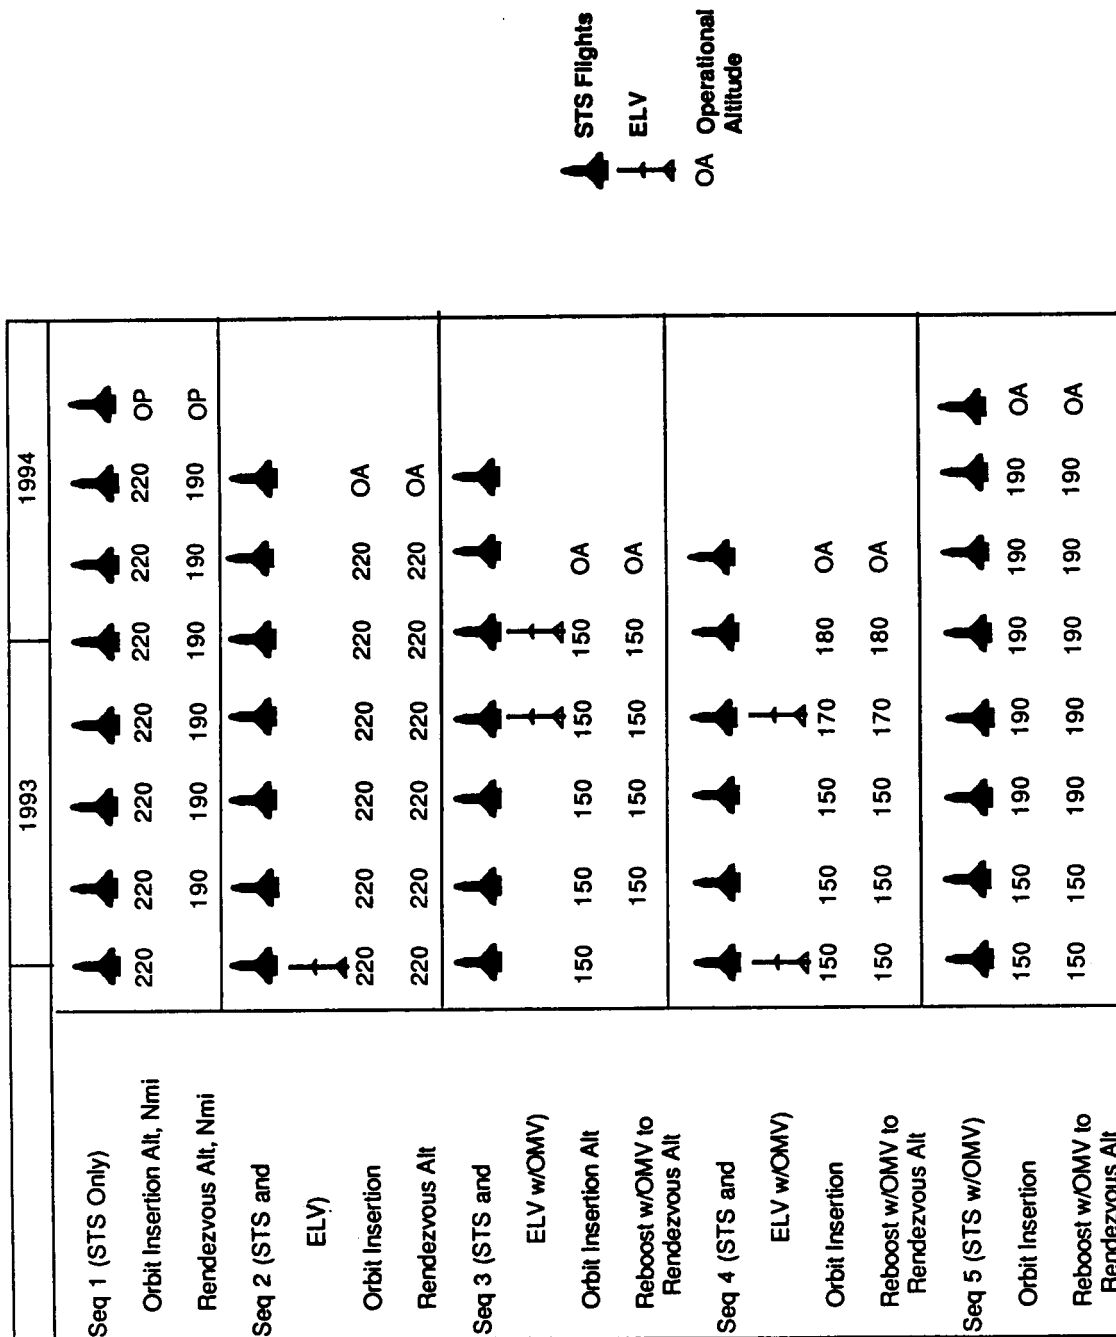 1993 1994
Seq 1 (STS Only)
Orbit Insertion Alt, Nmi 220 220 220 220 220 220 220 OP
Rendezvous Alt, Nmi 190 190 190 190 190 190 OP
Seq 2 (STS and
ELV)
Orbit Insertion 220 220 220 220 220 220 OA
Rendezvous Alt 220 220 220 220 220 220 OA
Seq 3 (STS and
ELV w/OMV)
Orbit Insertion Alt 150 150 150 150 150 OA
Reboost w/OMV to 150 150 150 150 OA
Rendezvous Alt
Seq 4 (STS and
ELV w/OMV)
Orbit Insertion 150 150 150 170 180 OA
Reboost w/OMV to 150 150 150 170 180 OA
Rendezvous Alt
Seq 5 (STS w/OMV)
Orbit Insertion 150 150 190 190 190 190 190 OA
Reboost w/OMV to 150 150 190 190 190 190 190 OA
Rendezvous Alt
STS Flights
ELV
OA Operational
Altitude